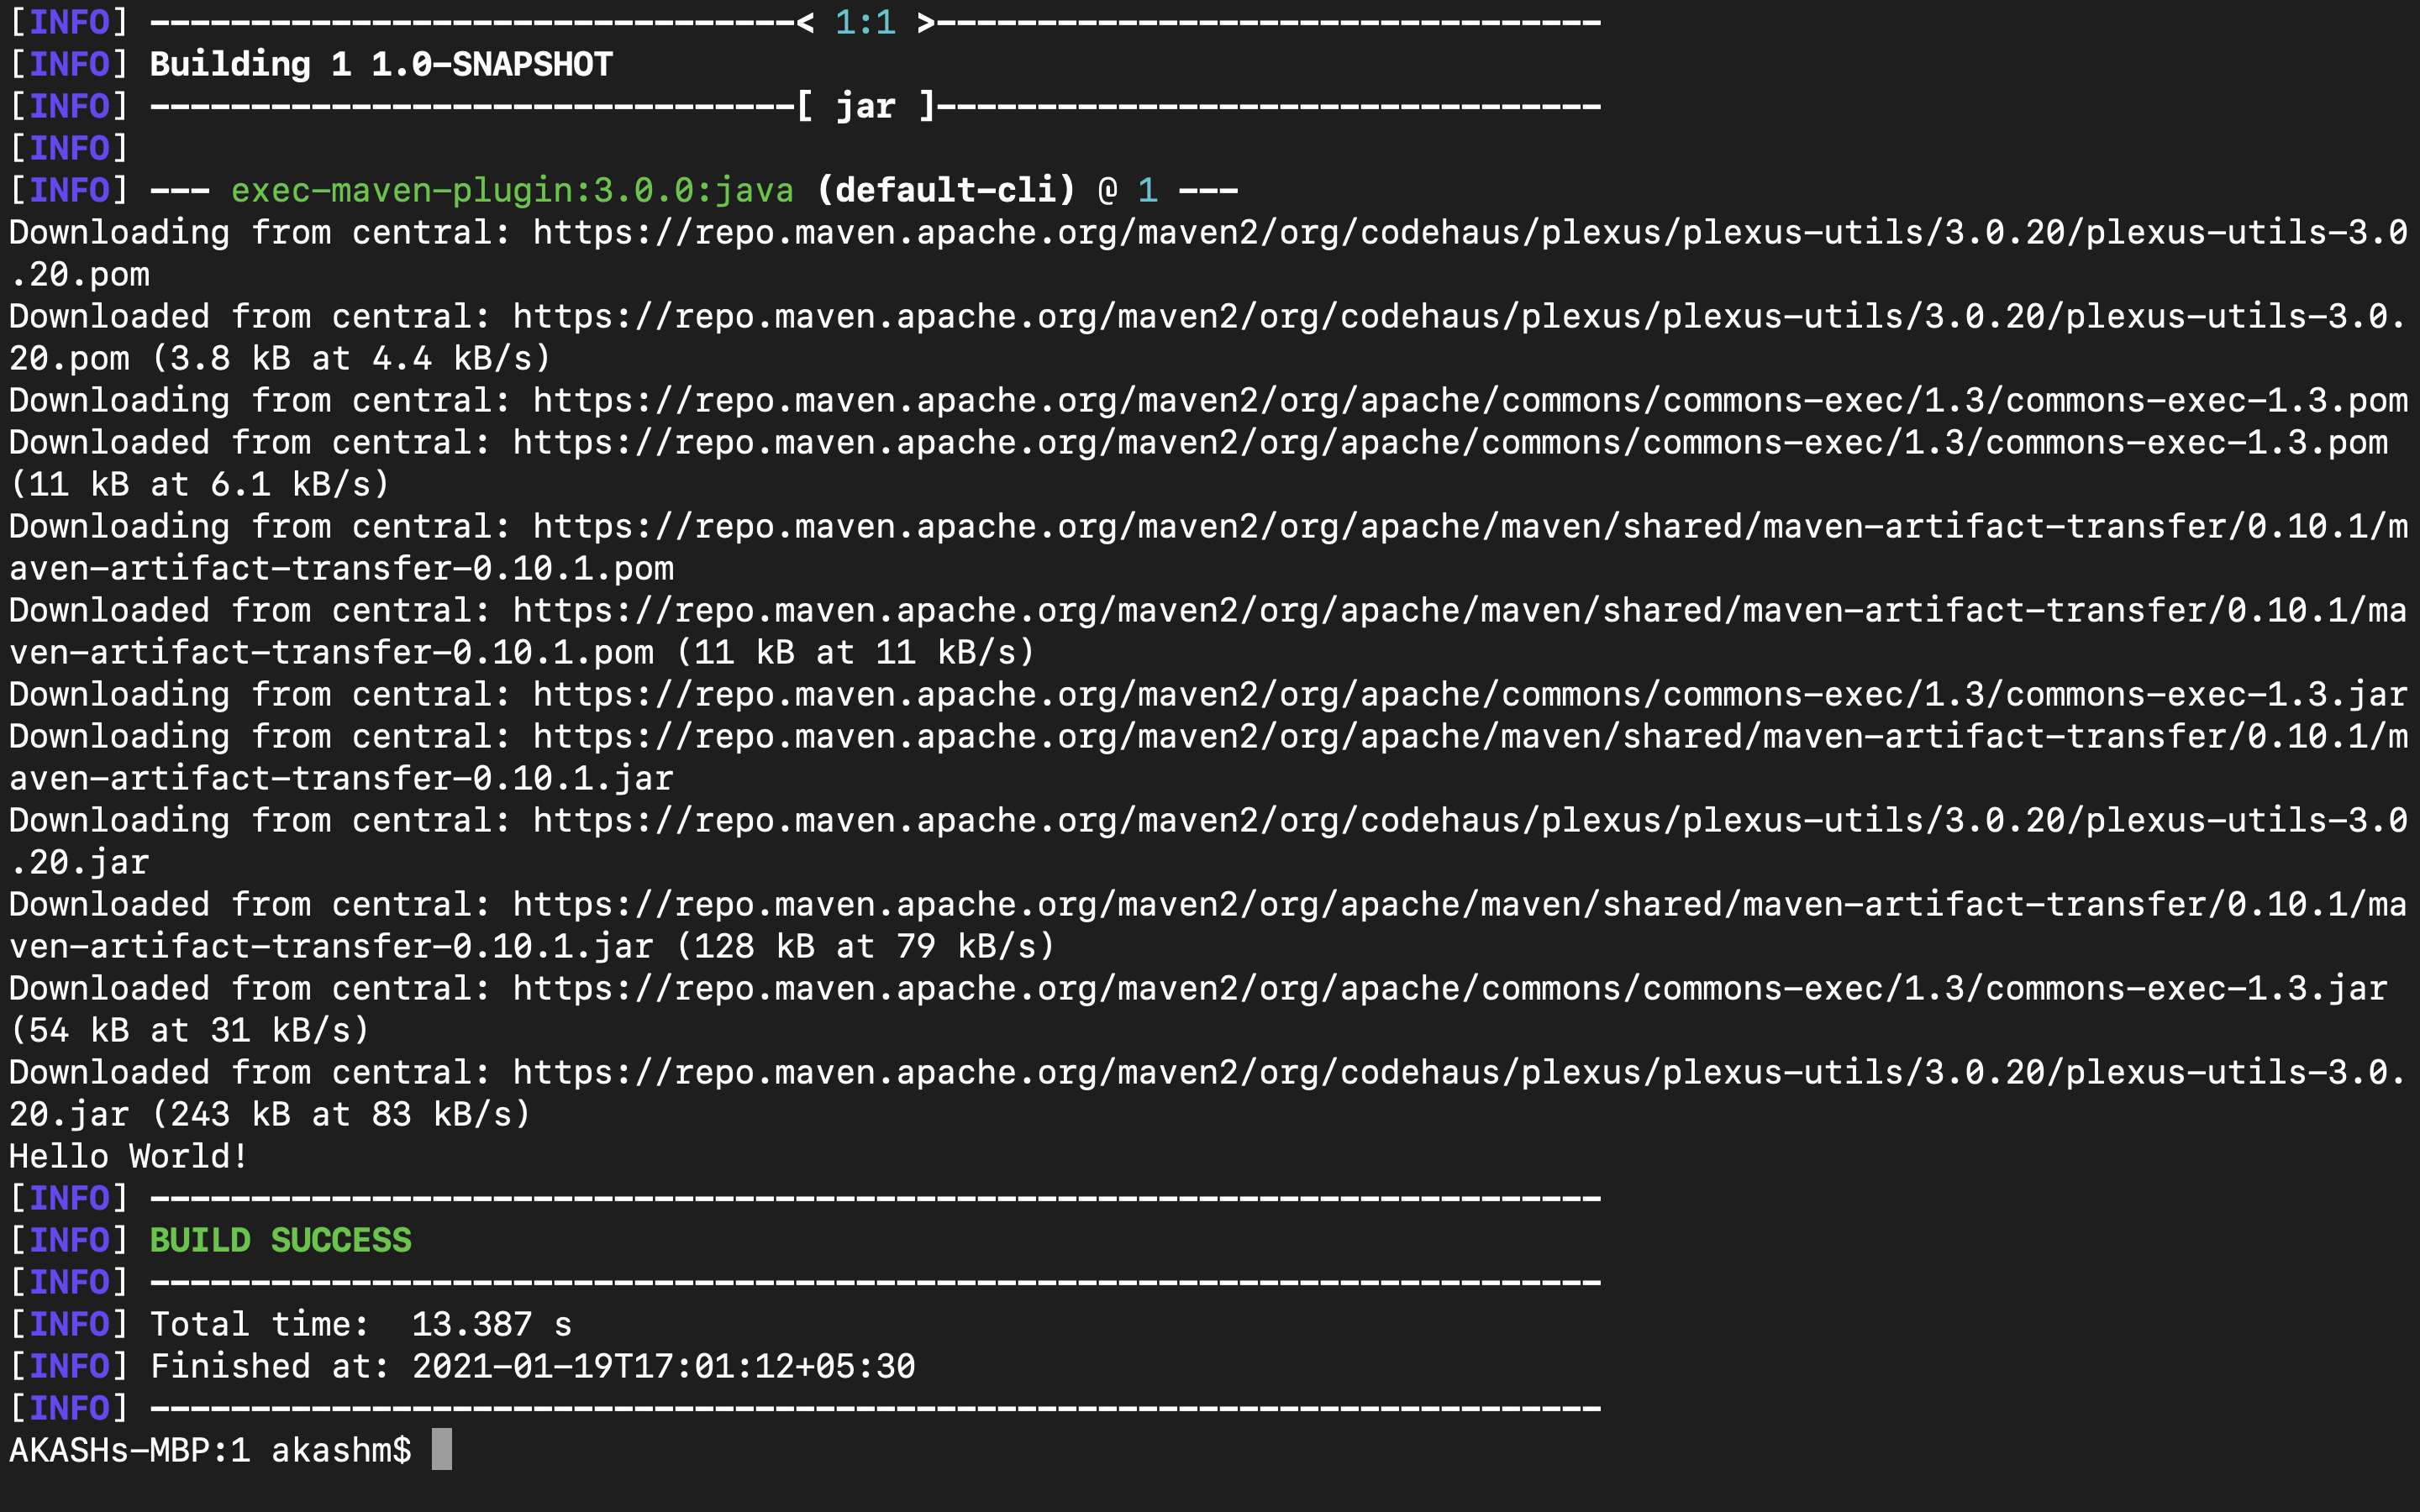 [INFO] --------------------------------< 1:1 >---------------------------------
[INFO] Building 1 1.0-SNAPSHOT
[INFO] --------------------------------[ jar ]---------------------------------
[INFO]
[INFO] --- exec-maven-plugin:3.0.0:java (default-cli) @ 1 ---
Downloading from central: https://repo.maven.apache.org/maven2/org/codehaus/plexus/plexus-utils/3.0.20/plexus-utils-3.0
.20.pom
Downloaded from central: https://repo.maven.apache.org/maven2/org/codehaus/plexus/plexus-utils/3.0.20/plexus-utils-3.0.
20.pom (3.8 kB at 4.4 kB/s)
Downloading from central: https://repo.maven.apache.org/maven2/org/apache/commons/commons-exec/1.3/commons-exec-1.3.pom
Downloaded from central: https://repo.maven.apache.org/maven2/org/apache/commons/commons-exec/1.3/commons-exec-1.3.pom
(11 kB at 6.1 kB/s)
Downloading from central: https://repo.maven.apache.org/maven2/org/apache/maven/shared/maven-artifact-transfer/0.10.1/m
aven-artifact-transfer-0.10.1.pom
Downloaded from central: https://repo.maven.apache.org/maven2/org/apache/maven/shared/maven-artifact-transfer/0.10.1/ma
ven-artifact-transfer-0.10.1.pom (11 kB at 11 kB/s)
Downloading from central: https://repo.maven.apache.org/maven2/org/apache/commons/commons-exec/1.3/commons-exec-1.3.jar
Downloading from central: https://repo.maven.apache.org/maven2/org/apache/maven/shared/maven-artifact-transfer/0.10.1/m
aven-artifact-transfer-0.10.1.jar
Downloading from central: https://repo.maven.apache.org/maven2/org/codehaus/plexus/plexus-utils/3.0.20/plexus-utils-3.0
.20.jar
Downloaded from central: https://repo.maven.apache.org/maven2/org/apache/maven/shared/maven-artifact-transfer/0.10.1/ma
ven-artifact-transfer-0.10.1.jar (128 kB at 79 kB/s)
Downloaded from central: https://repo.maven.apache.org/maven2/org/apache/commons/commons-exec/1.3/commons-exec-1.3.jar
(54 kB at 31 kB/s)
Downloaded from central: https://repo.maven.apache.org/maven2/org/codehaus/plexus/plexus-utils/3.0.20/plexus-utils-3.0.
20.jar (243 kB at 83 kB/s)
Hello World!
[INFO] ------------------------------------------------------------------------
[INFO] BUILD SUCCESS
[INFO] ------------------------------------------------------------------------
[INFO] Total time:  13.387 s
[INFO] Finished at: 2021-01-19T17:01:12+05:30
[INFO] ------------------------------------------------------------------------
AKASHs-MBP:1 akashm$